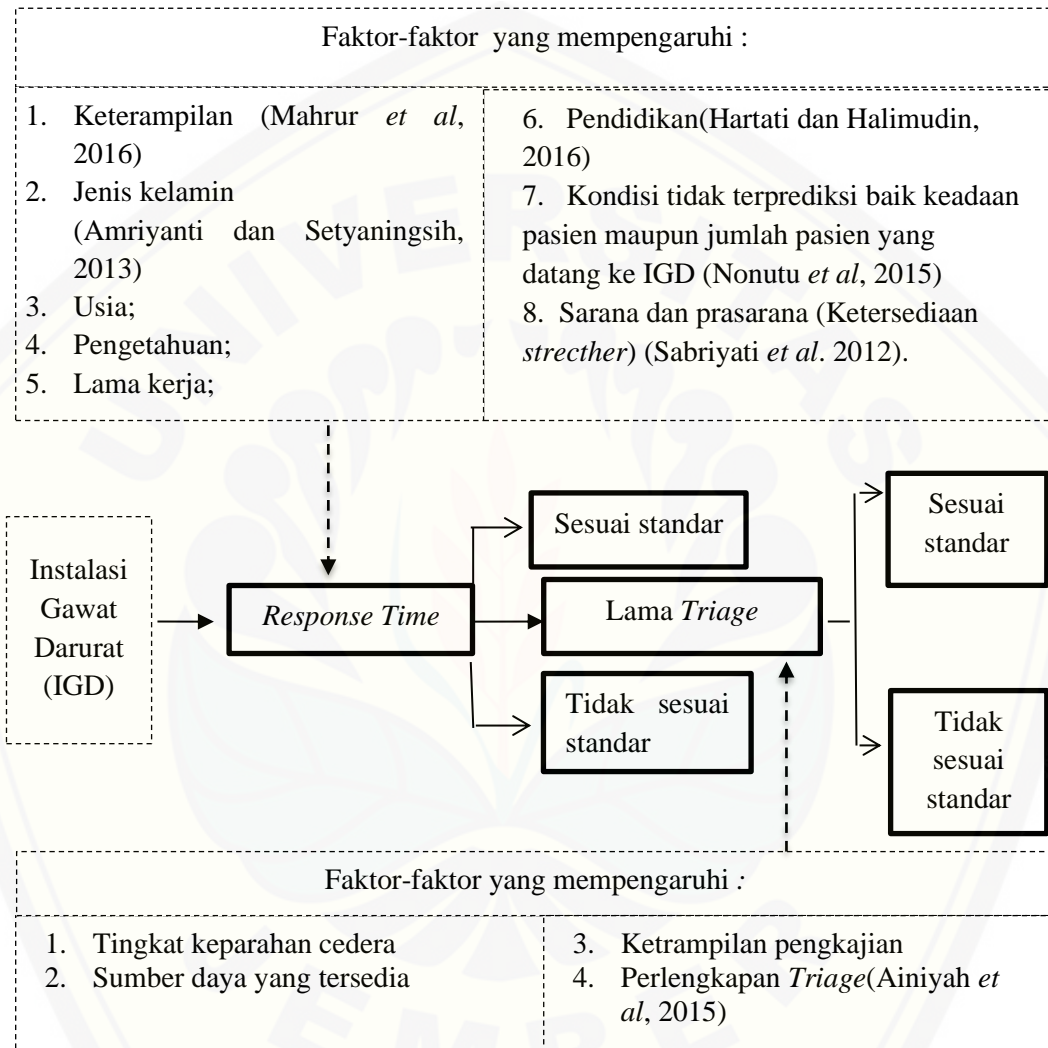 Faktor-faktor yang mempengaruhi :
1. Keterampilan (Mahrur et al,
2016)
2. Jenis kelamin
(Amriyanti dan Setyaningsih,
2013)
3. Usia;
4. Pengetahuan;
5. Lama kerja;
6. Pendidikan(Hartati dan Halimudin,
2016)
7. Kondisi tidak terprediksi baik keadaan
pasien maupun jumlah pasien yang
datang ke IGD (Nonutu et al, 2015)
8. Sarana dan prasarana (Ketersediaan
strecther) (Sabriyati et al. 2012).
Instalasi
Gawat
Darurat
(IGD)
Response Time
Sesuai standar
Lama Triage
Tidak sesuai
standar
Sesuai
standar
Tidak
sesuai
standar
Faktor-faktor yang mempengaruhi :
1. Tingkat keparahan cedera
2. Sumber daya yang tersedia
3. Ketrampilan pengkajian
4. Perlengkapan Triage(Ainiyah et
al, 2015)
UNIVERSITAS
JEMBER